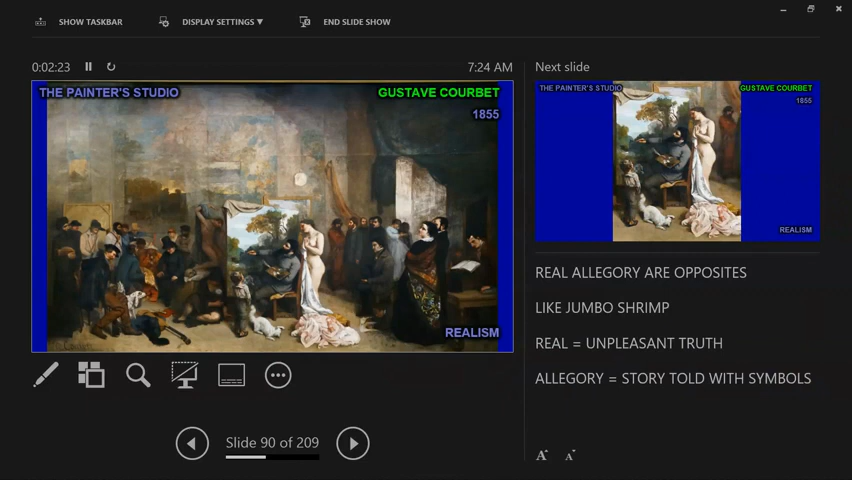 SHOW TASKBAR
DISPLAY SETTINGS ▼
END SLIDE SHOW
0:02:23
7:24 AM
THE PAINTER'S STUDIO
GUSTAVE COURBET
1855
REALISM
Slide 90 of 209
Next slide
THE PAINTER'S STUDIO
GUSTAVE COURBET
1855
REALISM
REAL ALLEGORY ARE OPPOSITES
LIKE JUMBO SHRIMP
REAL = UNPLEASANT TRUTH
ALLEGORY = STORY TOLD WITH SYMBOLS
A A